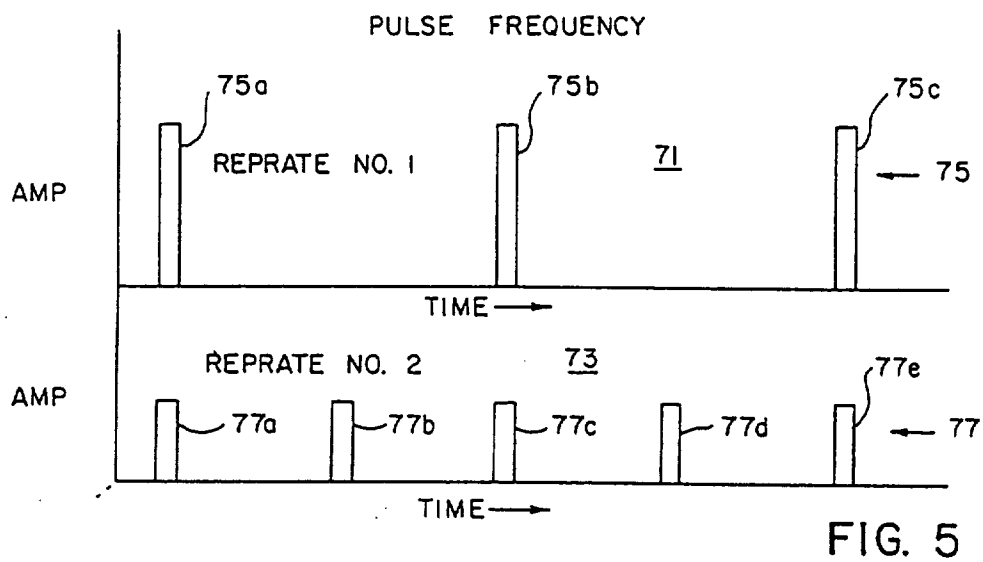 PULSE FREQUENCY
75a
75b
75c
REPRATE NO. 1
71
75
AMP
TIME
REPRATE NO. 2
73
77e
AMP
77a
77b
77c
77d
77
TIME
FIG. 5